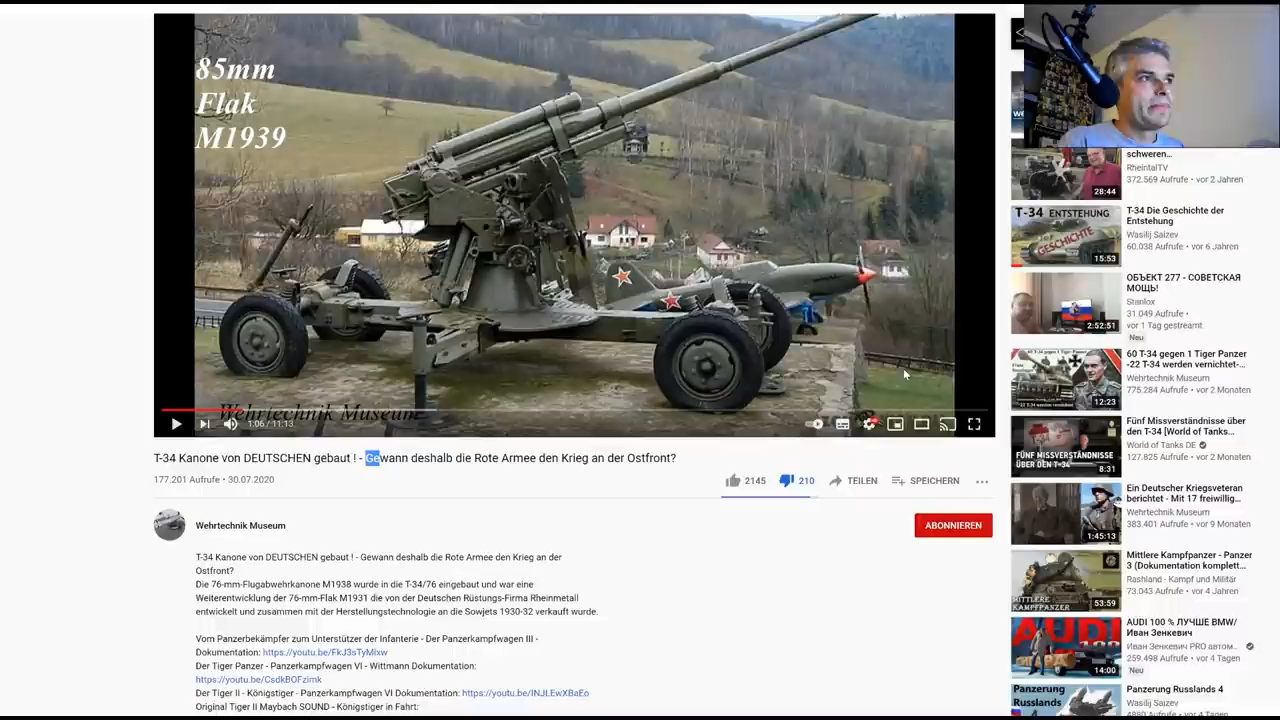 85mm
Flak
M1939
Wehrtechnik Museum
1:06 / 11:13
T-34 Kanone von DEUTSCHEN gebaut ! - Gewann deshalb die Rote Armee den Krieg an der Ostfront?
177.201 Aufrufe • 30.07.2020
2145
210
TEILEN
SPEICHERN
Wehrtechnik Museum
ABONNIEREN
T-34 Kanone von DEUTSCHEN gebaut ! - Gewann deshalb die Rote Armee den Krieg an der
Ostfront?
Die 76-mm-Flugabwehrkanone M1938 wurde in die T-34/76 eingebaut und war eine
Weiterentwicklung der 76-mm-Flak M1931 die von der Deutschen Rüstungs-Firma Rheinmetall
entwickelt und zusammen mit der Herstellungstechnologie an die Sowjets 1930-32 verkauft wurde.
Vom Panzerbekämpfer zum Unterstützer der Infanterie - Der Panzerkampfwagen III -
Dokumentation: https://youtu.be/FkJ3sTyMixw
Der Tiger Panzer - Panzerkampfwagen VI - Wittmann Dokumentation:
https://youtu.be/CsdkBOFzimk
Der Tiger II - Königstiger - Panzerkampfwagen VI Dokumentation: https://youtu.be/INJLEwXBaEo
Original Tiger II Maybach SOUND - Königstiger in Fahrt:
schweren...
RheintalTV
372.569 Aufrufe • vor 2 Jahren
28:44
T-34 ENTSTEHUNG
GESCHICHTE
15:53
T-34 Die Geschichte der
Entstehung
Wasilij Saizev
60.038 Aufrufe • vor 6 Jahren
2:52:51
ОБЪЕКТ 277 - СОВЕТСКАЯ
МОЩЬ!
Stanlox
31.049 Aufrufe •
vor 1 Tag gestreamt
Neu
12:23
60 T-34 gegen 1 Tiger Panzer
-22 T-34 werden vernichtet-...
Wehrtechnik Museum
775.284 Aufrufe • vor 2 Monaten
FÜNF MISSVERSTÄNDNISSE
ÜBER DEN T-34
8:31
Fünf Missverständnisse über
den T-34 [World of Tanks...
World of Tanks DE
127.825 Aufrufe • vor 2 Monaten
1:45:13
Ein Deutscher Kriegsveteran
berichtet - Mit 17 freiwillig...
Wehrtechnik Museum
383.401 Aufrufe • vor 9 Monaten
MITTLERE
KAMPFPANZER
53:59
Mittlere Kampfpanzer - Panzer
3 (Dokumentation komplett...
Rashland - Kampf und Militär
73.043 Aufrufe • vor 4 Jahren
AUDI
14:00
AUDI 100 % ЛУЧШЕ BMW/
Иван Зенкевич
Иван Зенкевич PRO автом...
259.498 Aufrufe • vor 4 Tagen
Neu
Panzerung
Russlands
4
Panzerung Russlands 4
Wasilij Saizev